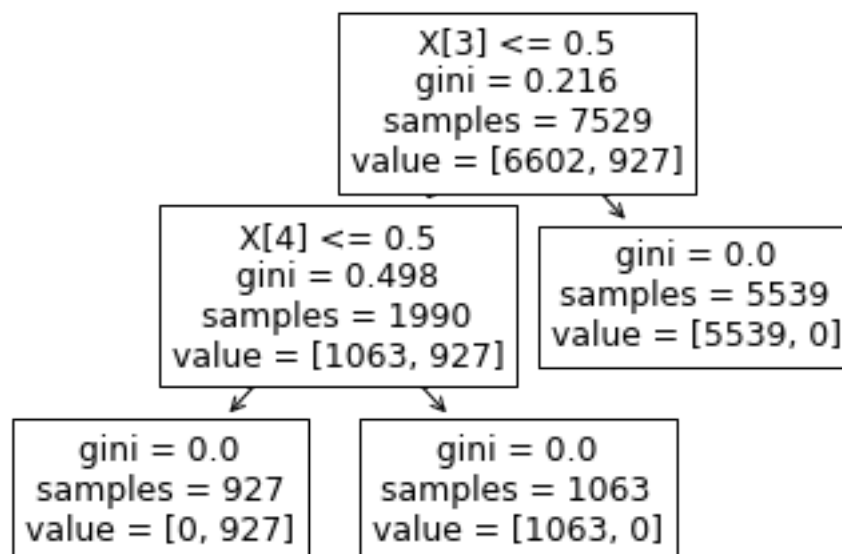 X[3] <= 0.5
gini = 0.216
samples = 7529
value = [6602, 927]
X[4] <= 0.5
gini = 0.498
samples = 1990
value = [1063, 927]
gini = 0.0
samples = 5539
value = [5539, 0]
gini = 0.0
samples = 927
value = [0, 927]
gini = 0.0
samples = 1063
value = [1063, 0]